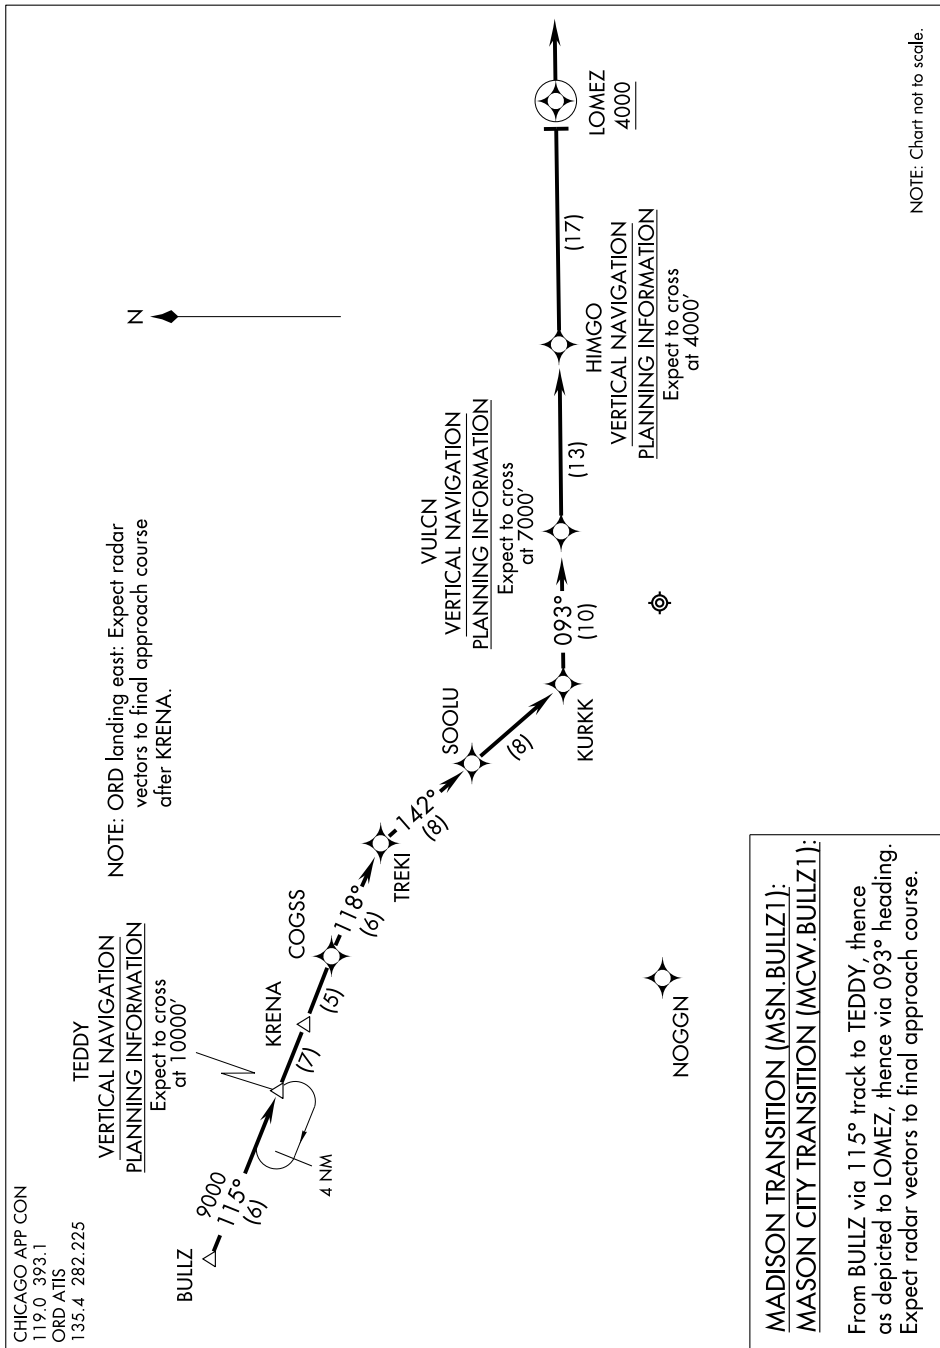 CHICAGO APP CON
119.0 393.1
ORD ATIS
135.4 282.225
TEDDY
VERTICAL NAVIGATION
PLANNING INFORMATION
Expect to cross
at 10000'
NOTE: ORD landing east: Expect radar
vectors to final approach course
after KRENA.
N
BULLZ
9000
115°
(6)
4 NM
KRENA
(7)
(5)
COGSS
118°
(6)
TREKI
142°
(8)
SOOLU
(8)
KURKK
093°
(10)
VULCN
VERTICAL NAVIGATION
PLANNING INFORMATION
Expect to cross
at 7000'
(13)
HIMGO
VERTICAL NAVIGATION
PLANNING INFORMATION
Expect to cross
at 4000'
(17)
LOMEZ
4000
NOGGN
MADISON TRANSITION (MSN.BULLZ1):
MASON CITY TRANSITION (MCW.BULLZ1):
From BULLZ via 115° track to TEDDY, thence
as depicted to LOMEZ, thence via 093° heading.
Expect radar vectors to final approach course.
NOTE: Chart not to scale.